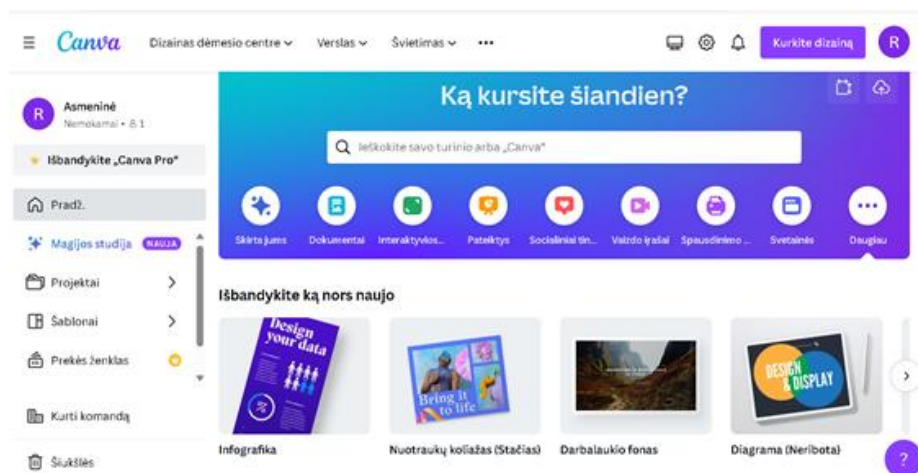 Canva
Dizainas dėmesio centre
Verslas
Švietimas
Kurkite dizainą
R
R
Asmeninė
Nemokamai • 1
Išbandykite „Canva Pro“
Pradž.
Magijos studija NAUJA
Projektai
Šablonai
Prekės ženklas
Kurti komandą
Šiukšlės
Ką kursite šiandien?
Ieškokite savo turinio arba „Canva“
Skirta jums
Dokumentai
Interaktyvios...
Pateiktys
Socialiniai tin...
Vaizdo įrašai
Spausdinimo ...
Svetainės
Daugiau
Išbandykite ką nors naujo
Design
your data
Bring it
to life
DESIGN
& DISPLAY
Infografika
Nuotraukų koliažas (Stačias)
Darbalaukio fonas
Diagrama (Neribota)
?